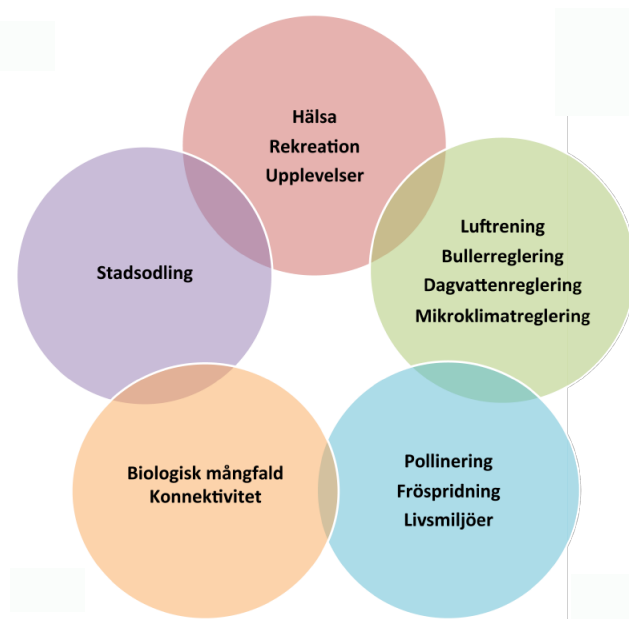 Hälsa
Rekreation
Upplevelser
Stadsodling
Luftrening
Bullerreglering
Dagvattenreglering
Mikroklimatreglering
Biologisk mångfald
Konnektivitet
Pollinering
Fröspridning
Livsmiljöer